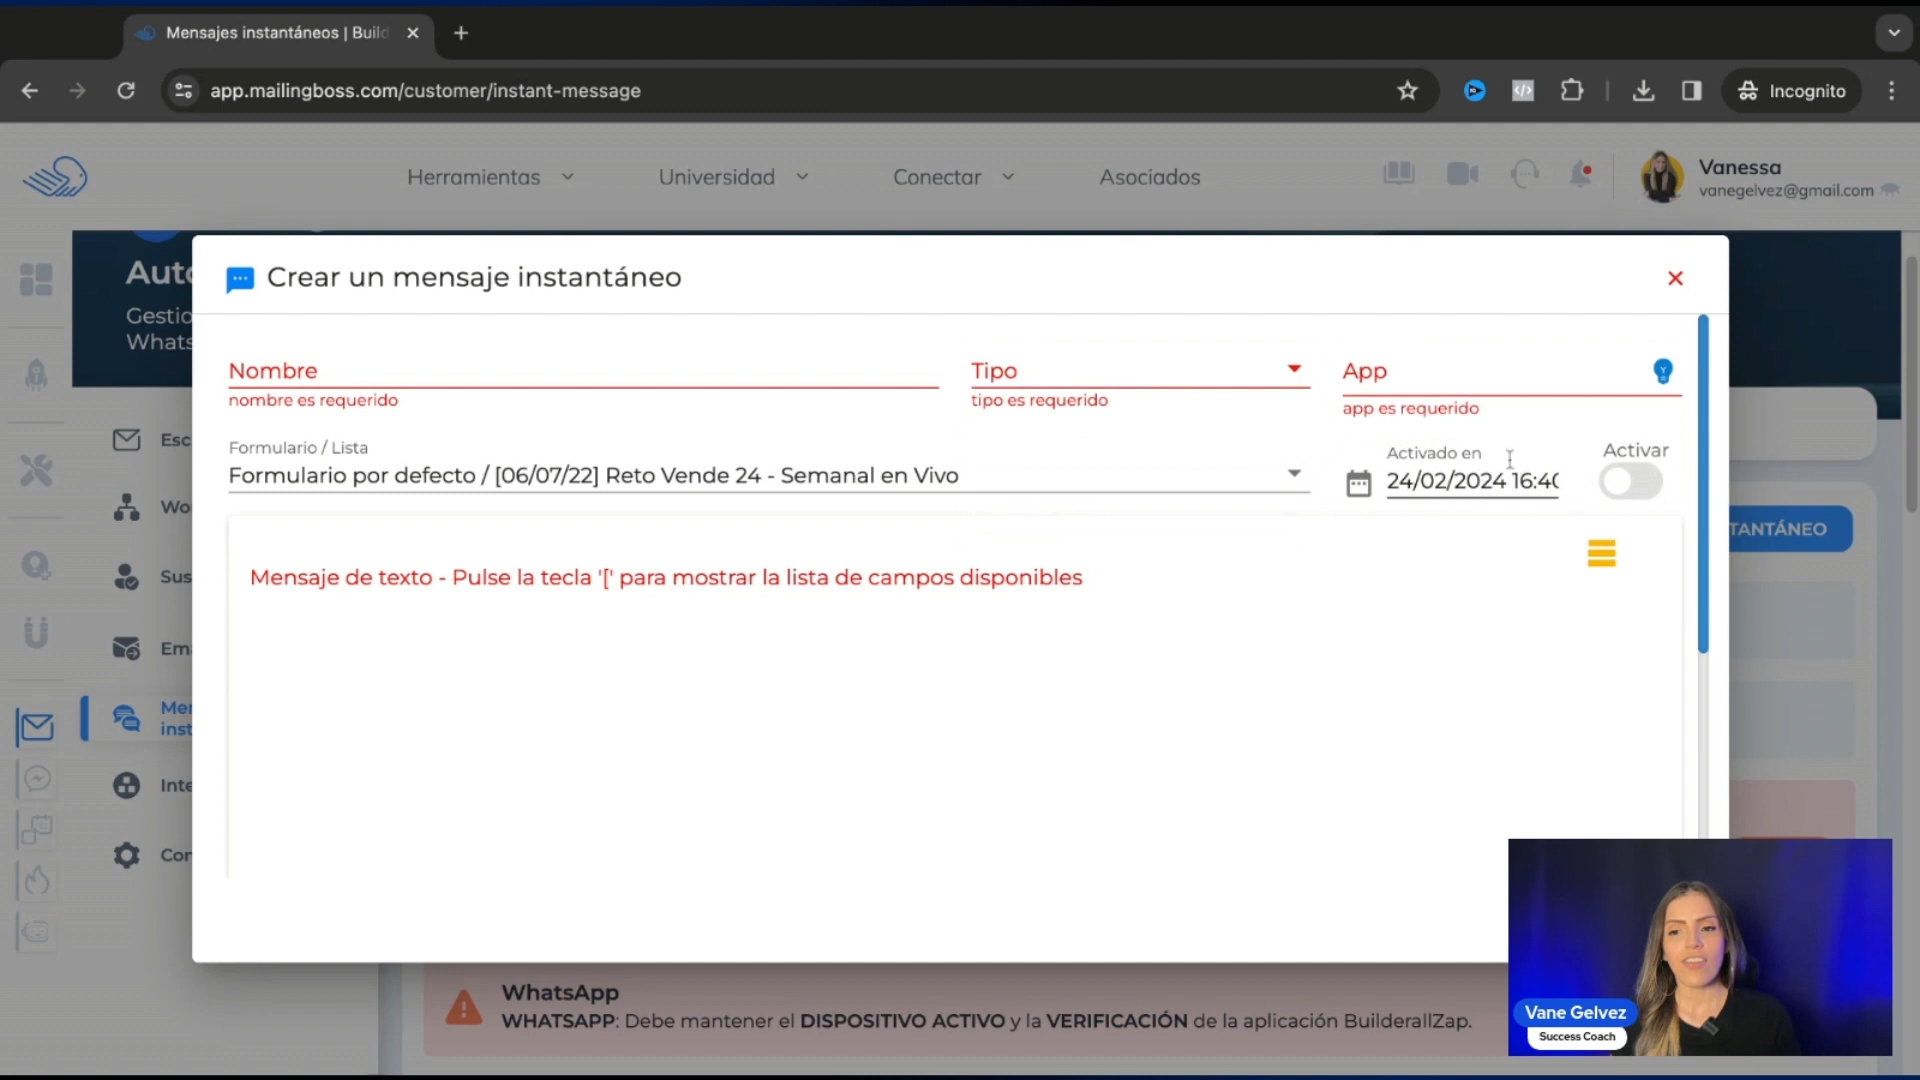 Mensajes instantáneos | Build
app.mailingboss.com/customer/instant-message
Incognito
Herramientas
Universidad
Conectar
Asociados
Vanessa
vanegelvez@gmail.com
Auto
Gestio
Whats
Crear un mensaje instantáneo
Nombre
nombre es requerido
Tipo
tipo es requerido
App
app es requerido
Formulario / Lista
Formulario por defecto / [06/07/22] Reto Vende 24 - Semanal en Vivo
Activado en
24/02/2024 16:40
Activar
Mensaje de texto - Pulse la tecla '[' para mostrar la lista de campos disponibles
TANTÁNEO
Esc
Wo
Sus
Ema
Men
inst
Inte
Con
WhatsApp
WHATSAPP: Debe mantener el DISPOSITIVO ACTIVO y la VERIFICACIÓN de la aplicación BuilderallZap.
Vane Gelvez
Success Coach